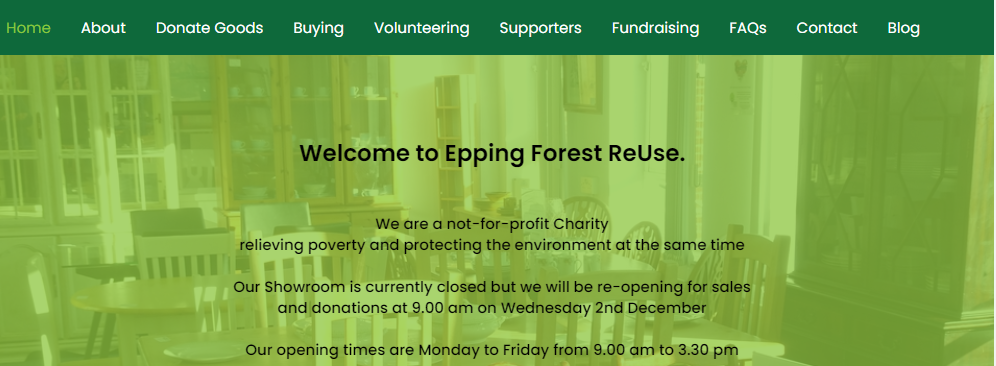 Home About Donate Goods Buying Volunteering Supporters Fundraising FAQs Contact Blog
Welcome to Epping Forest ReUse.
We are a not-for-profit Charity
relieving poverty and protecting the environment at the same time
Our Showroom is currently closed but we will be re-opening for sales
and donations at 9.00 am on Wednesday 2nd December
Our opening times are Monday to Friday from 9.00 am to 3.30 pm